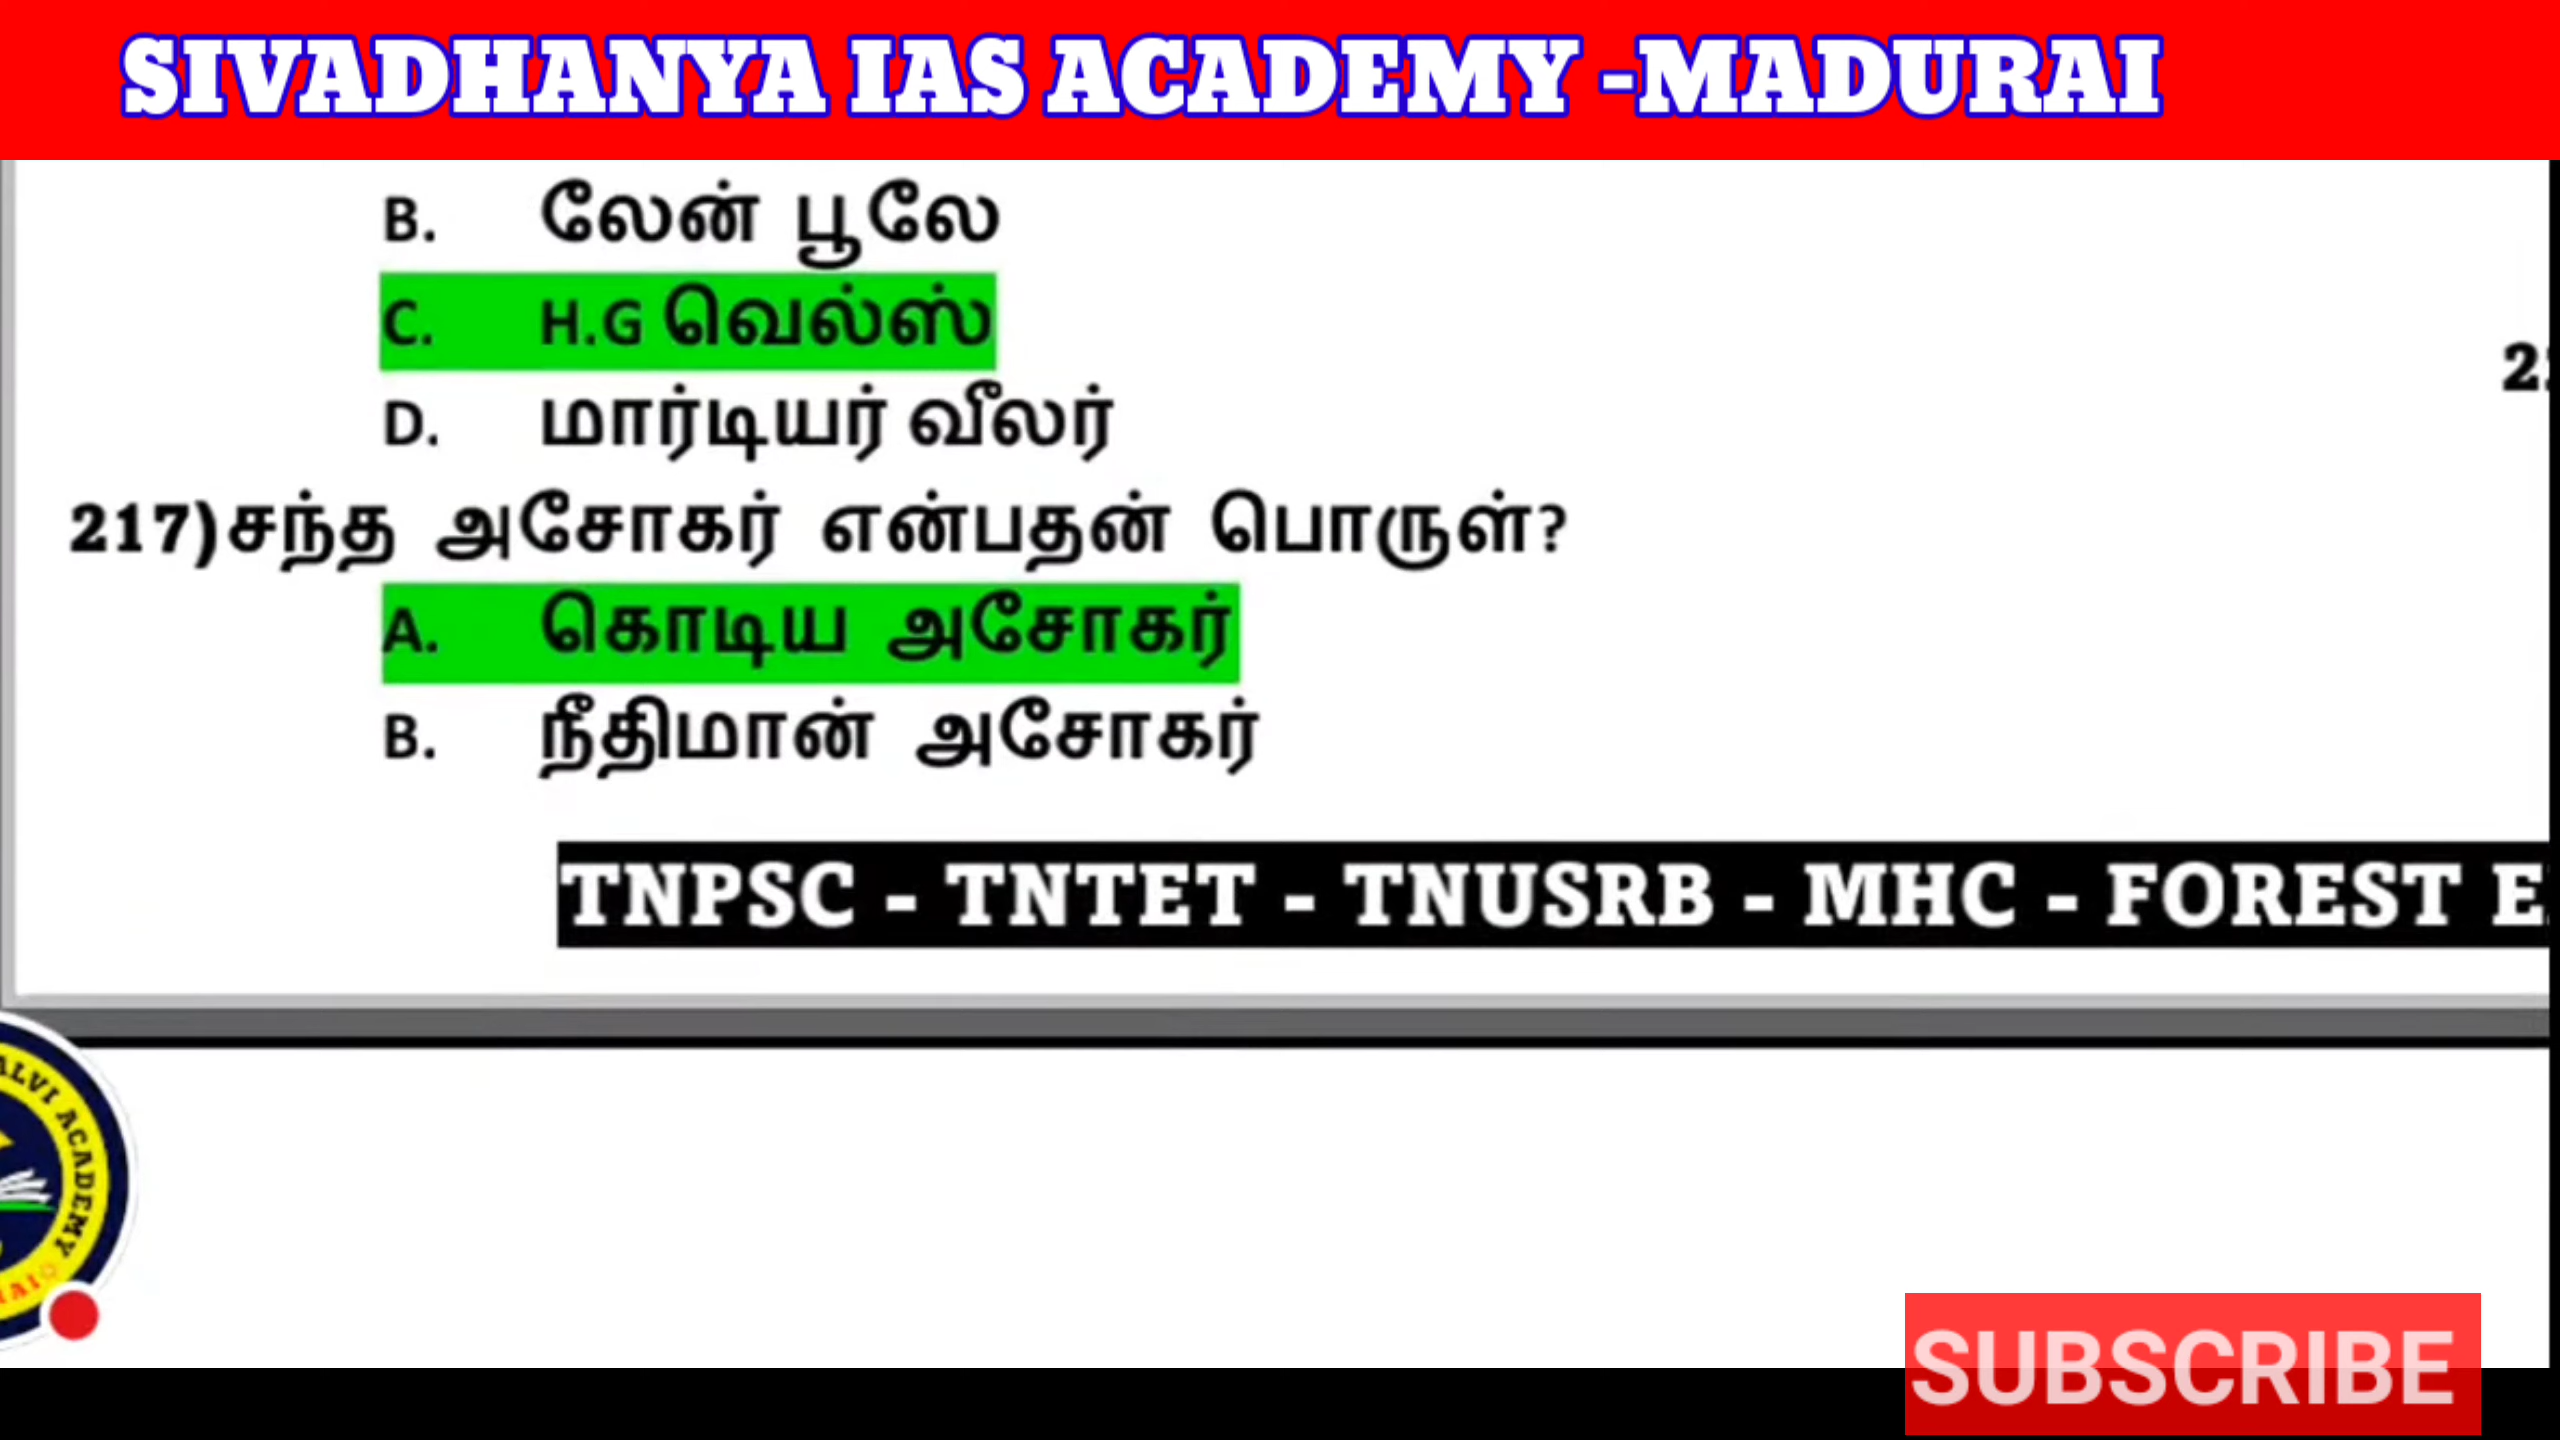 SIVADHANYA IAS ACADEMY -MADURAI
B. லேன் பூலே
C. H.G வெல்ஸ்
D. மார்டியர் வீலர்
217)சந்த அசோகர் என்பதன் பொருள்?
A. கொடிய அசோகர்
B. நீதிமான் அசோகர்
TNPSC - TNTET - TNUSRB - MHC - FOREST
ACADEMY
SUBSCRIBE